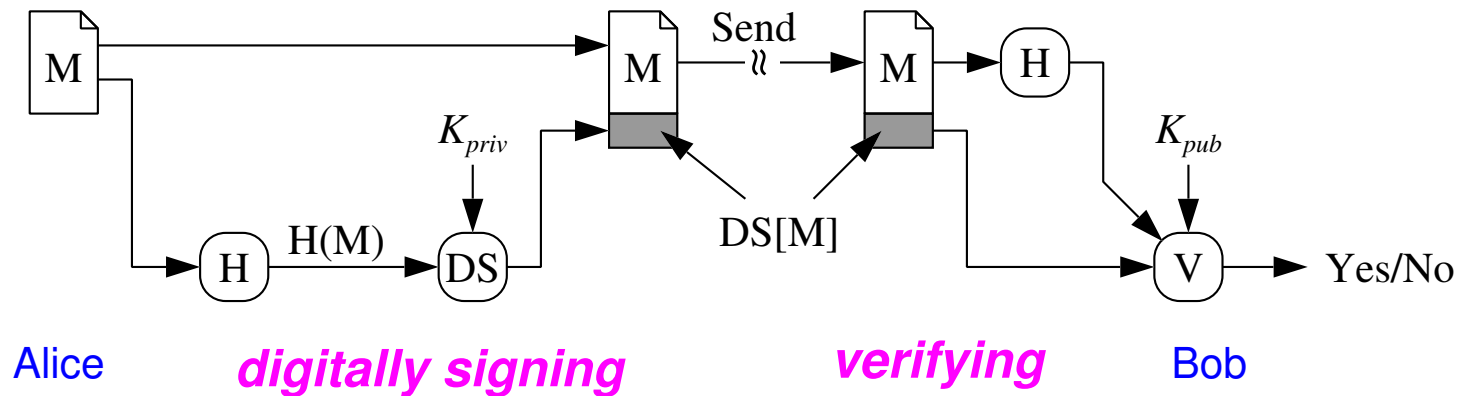 Send
M
M
M
H
K_priv
K_pub
DS[M]
H
H(M)
DS
V
Yes/No
Alice
digitally signing
verifying
Bob